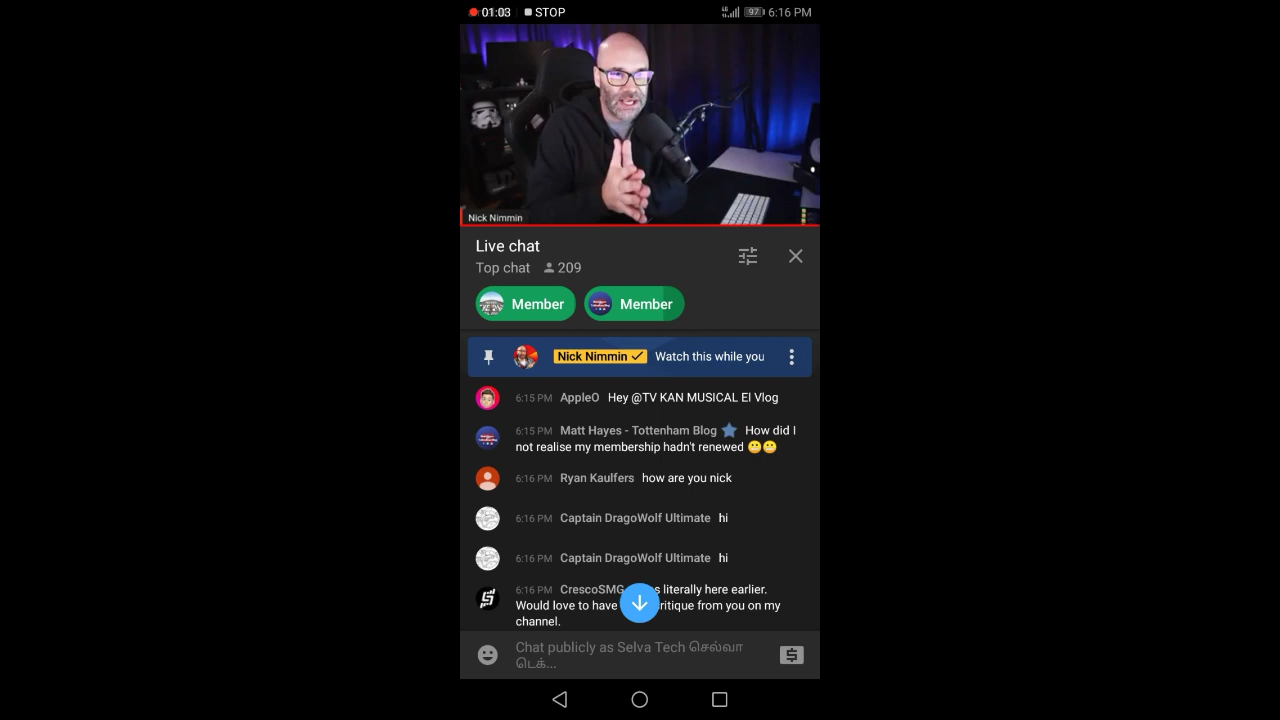 01:03 STOP 97 6:16 PM
Nick Nimmin
Live chat
Top chat 209
Member Member
Nick Nimmin Watch this while you
6:15 PM AppleO Hey @TV KAN MUSICAL El Vlog
6:15 PM Matt Hayes - Tottenham Blog How did I
not realise my membership hadn't renewed 😬😬
6:16 PM Ryan Kaulfers how are you nick
6:16 PM Captain DragoWolf Ultimate hi
6:16 PM Captain DragoWolf Ultimate hi
6:16 PM CrescoSMG literally here earlier.
Would love to have from you on my
channel.
Chat publicly as Selva Tech செல்வா
டெக்...